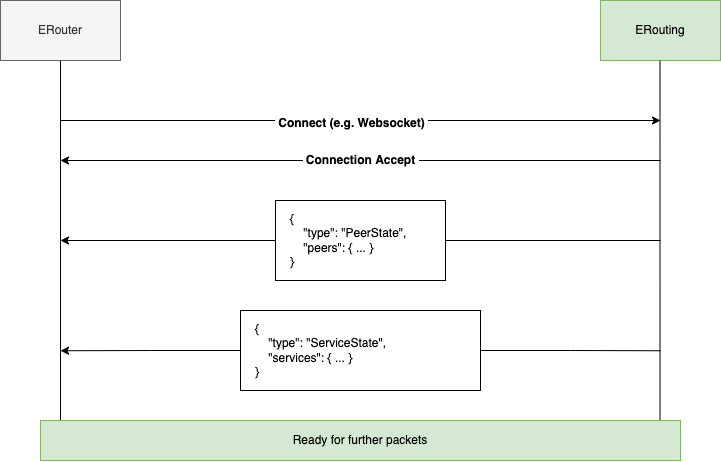 ERouter
ERouting
Connect (e.g. Websocket)
Connection Accept
{
"type": "PeerState",
"peers": { ... }
}
{
"type": "ServiceState",
"services": { ... }
}
Ready for further packets